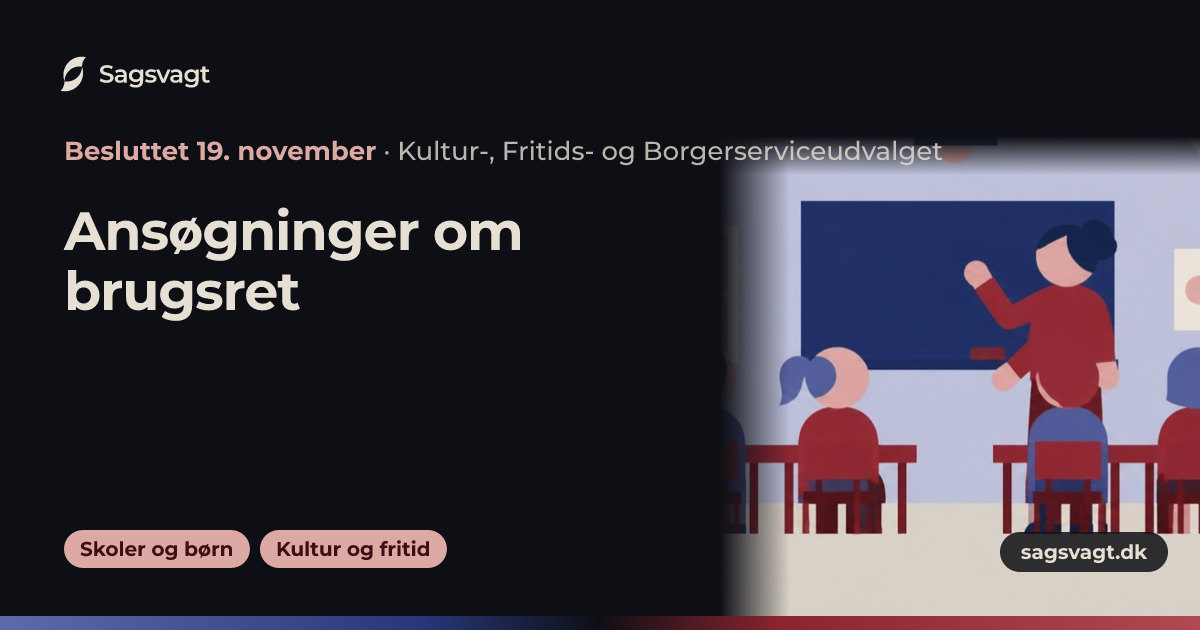 Sagsvagt
Besluttet 19. november · Kultur-, Fritids- og Borgerserviceudvalget
Ansøgninger om
brugsret
Skoler og børn
Kultur og fritid
sagsvagt.dk